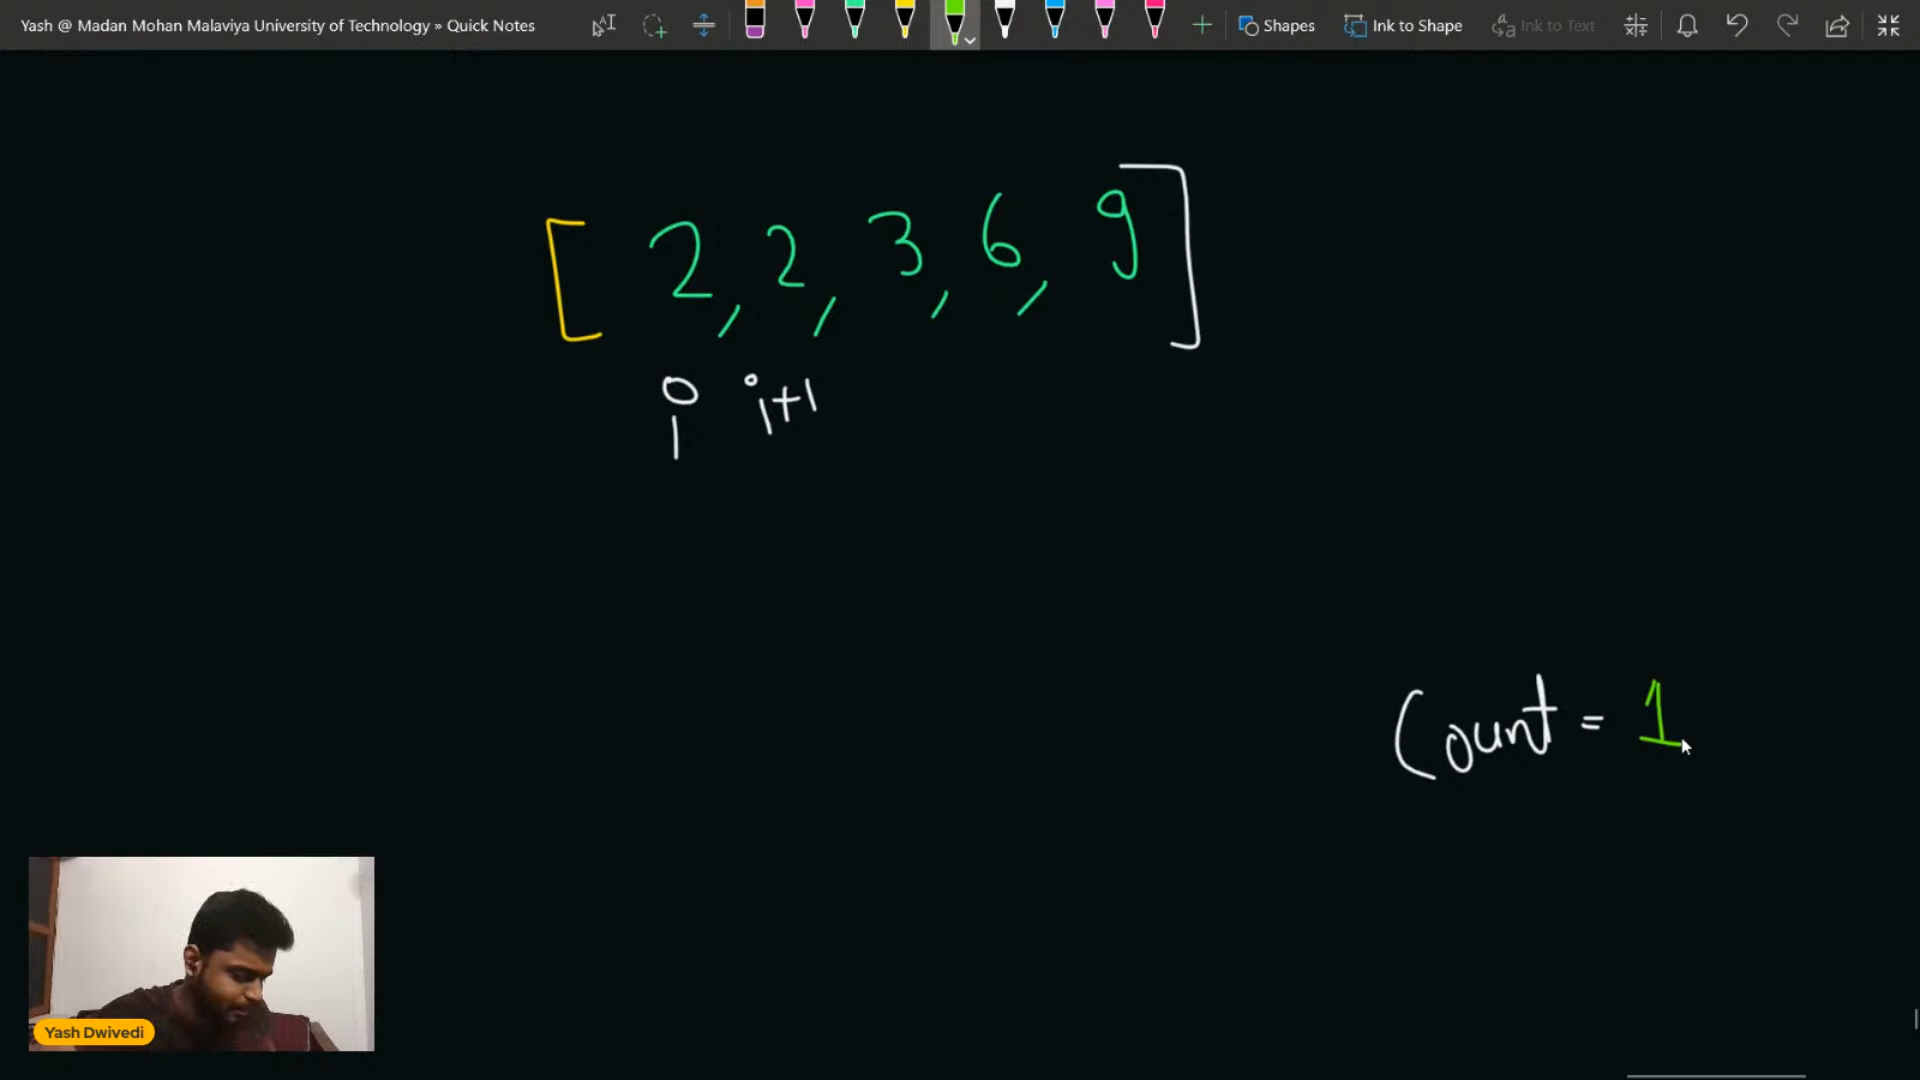 Yash @ Madan Mohan Malaviya University of Technology » Quick Notes
Shapes
Ink to Shape
Ink to Text
[ 2, 2, 3, 6, 9 ]
i i+1
Count = 1
Yash Dwivedi